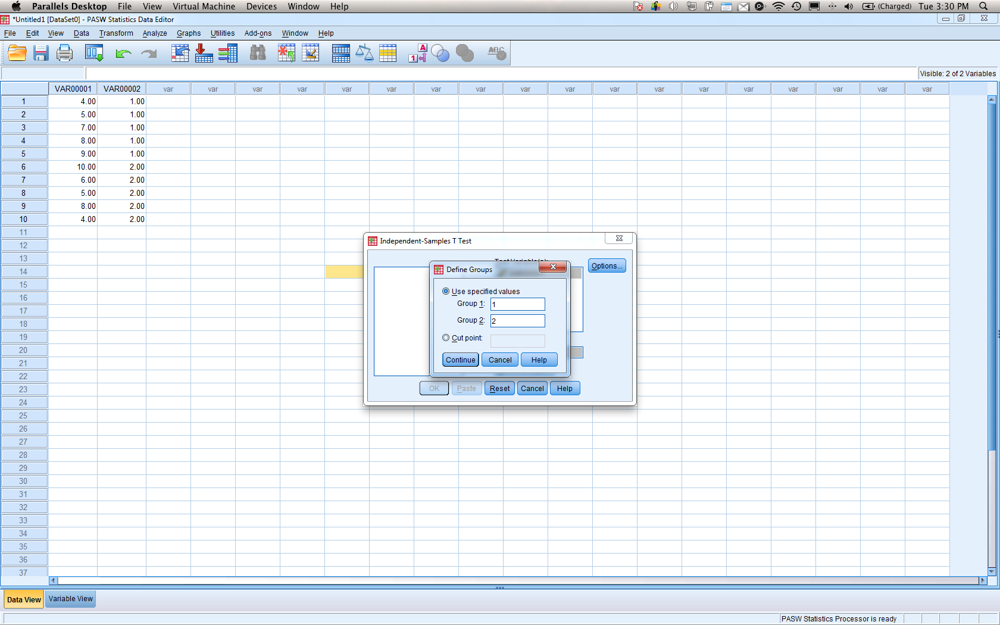 Parallels Desktop File View Virtual Machine Devices Window Help (Charged) Tue 3:30 PM
*Untitled1 [DataSet0] - PASW Statistics Data Editor
File Edit View Data Transform Analyze Graphs Utilities Add-ons Window Help
1 A ABC
Visible: 2 of 2 Variables
VAR00001 VAR00002 var var var var var var var var var var var var var var var var var var
1 4.00 1.00
2 5.00 1.00
3 7.00 1.00
4 8.00 1.00
5 9.00 1.00
6 10.00 2.00
7 6.00 2.00
8 5.00 2.00
9 8.00 2.00
10 4.00 2.00
11
12
13
14
15
16
17
18
19
20
21
22
23
24
25
26
27
28
29
30
31
32
33
34
35
36
37
Independent-Samples T Test
Options...
Define Groups
Use specified values
Group 1: 1
Group 2: 2
Cut point:
Continue Cancel Help
OK Paste Reset Cancel Help
Data View Variable View
PASW Statistics Processor is ready